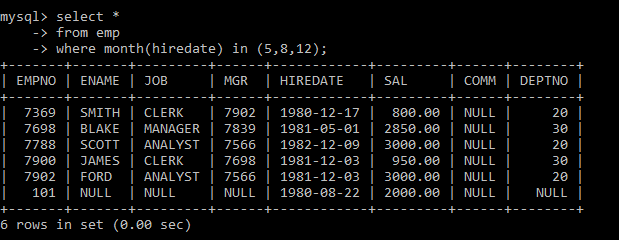 mysql> select *
    -> from emp
    -> where month(hiredate) in (5,8,12);
+-------+-------+---------+------+------------+---------+------+--------+
| EMPNO | ENAME | JOB     | MGR  | HIREDATE   | SAL     | COMM | DEPTNO |
+-------+-------+---------+------+------------+---------+------+--------+
|  7369 | SMITH | CLERK   | 7902 | 1980-12-17 |  800.00 | NULL |     20 |
|  7698 | BLAKE | MANAGER | 7839 | 1981-05-01 | 2850.00 | NULL |     30 |
|  7788 | SCOTT | ANALYST | 7566 | 1982-12-09 | 3000.00 | NULL |     20 |
|  7900 | JAMES | CLERK   | 7698 | 1981-12-03 |  950.00 | NULL |     30 |
|  7902 | FORD  | ANALYST | 7566 | 1981-12-03 | 3000.00 | NULL |     20 |
|   101 | NULL  | NULL    | NULL | 1980-08-22 | 2000.00 | NULL |   NULL |
+-------+-------+---------+------+------------+---------+------+--------+
6 rows in set (0.00 sec)